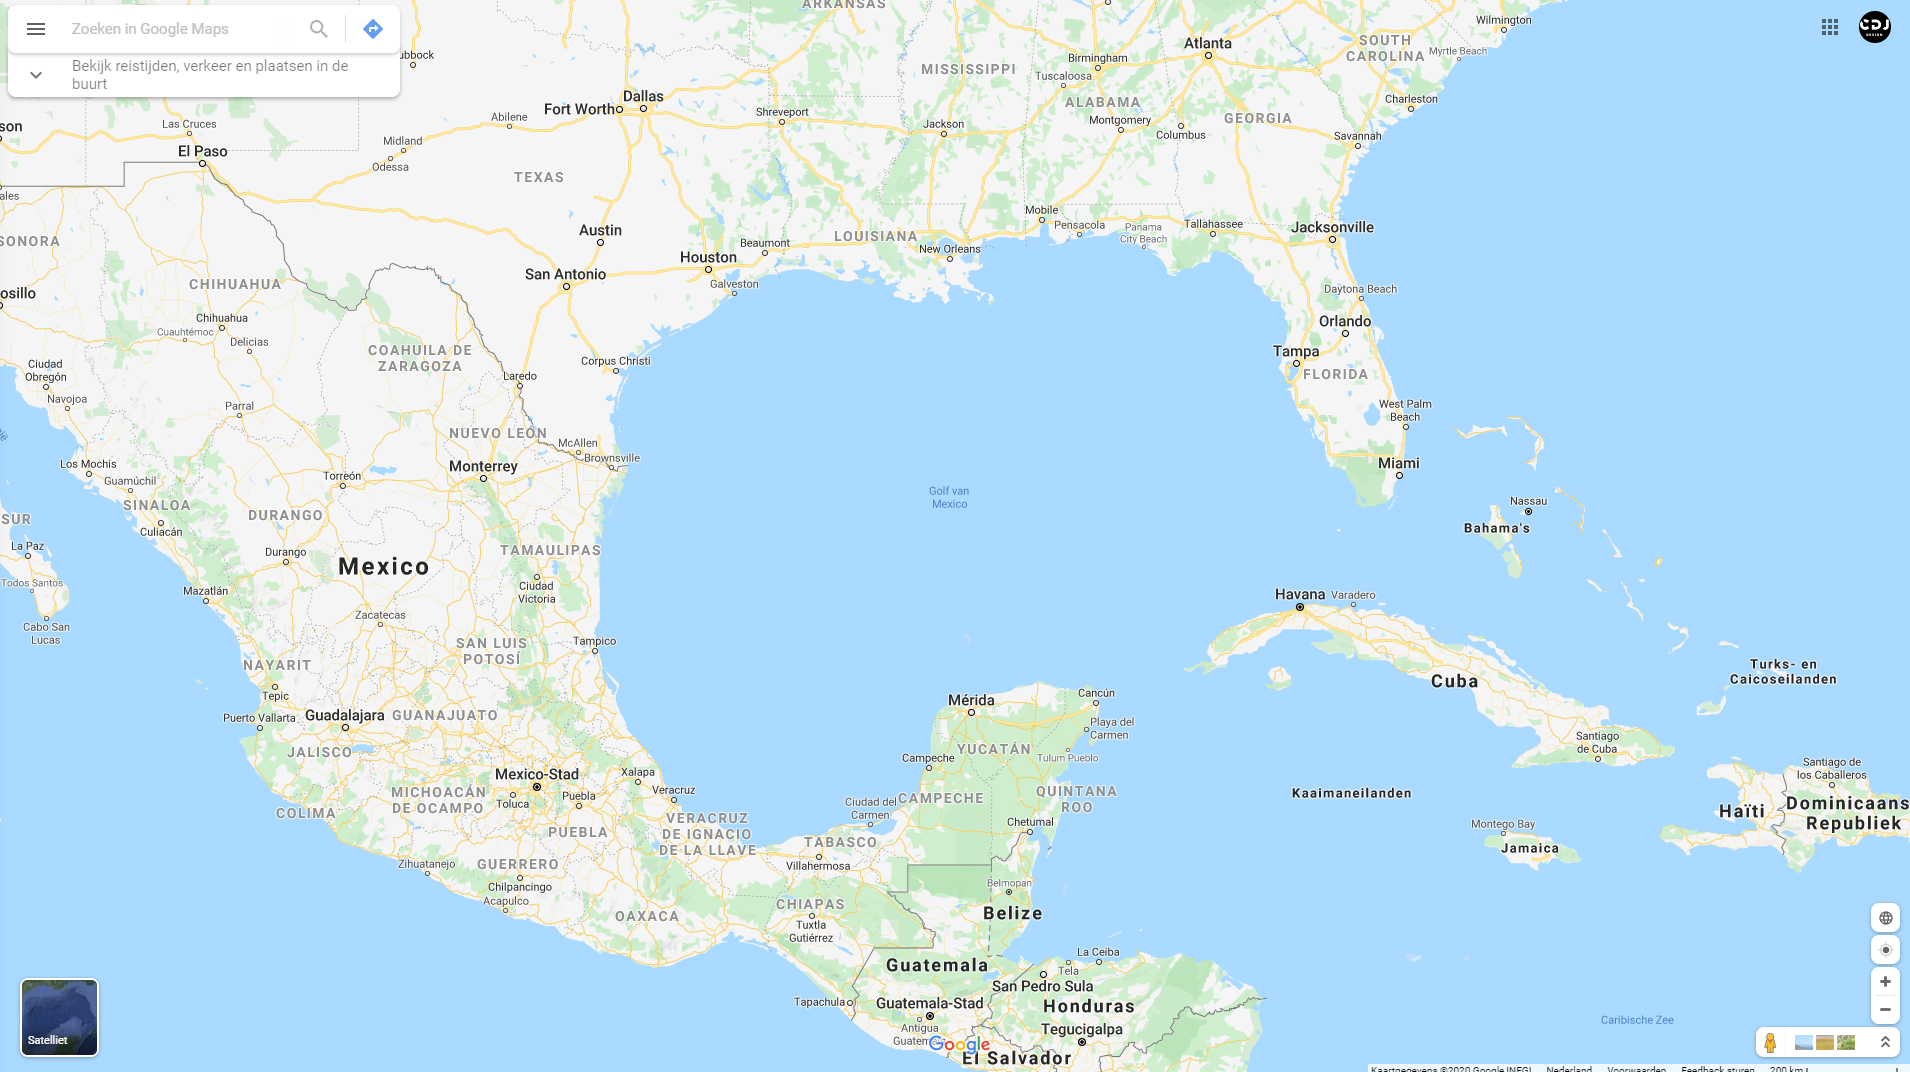 Zoeken in Google Maps
Bekijk reistijden, verkeer en plaatsen in de
buurt
CDJ
ARKANSAS
Wilmington
Atlanta
SOUTH
CAROLINA
Myrtle Beach
Birmingham
MISSISSIPPI
Tuscaloosa
ubbock
Dallas
Fort Worth
Abilene
Shreveport
ALABAMA
Charleston
Jackson
Montgomery
GEORGIA
Columbus
Savannah
son
Las Cruces
El Paso
Midland
Odessa
TEXAS
ales
SONORA
Austin
Mobile
Pensacola
Panama
City Beach
Tallahassee
Jacksonville
LOUISIANA
Beaumont
New Orleans
Houston
San Antonio
Galveston
CHIHUAHUA
osillo
Daytona Beach
Chihuahua
Cuauhtémoc
Delicias
Orlando
COAHUILA DE
ZARAGOZA
Corpus Christi
Tampa
FLORIDA
Ciudad
Obregón
Laredo
Navojoa
Parral
West Palm
Beach
NUEVO LEÓN
McAllen
Brownsville
Los Mochis
Monterrey
Miami
Guamúchil
Torreón
Golf van
Mexico
SINALOA
DURANGO
Nassau
SUR
Culiacán
Bahama's
La Paz
Durango
TAMAULIPAS
Mexico
Todos Santos
Mazatlán
Ciudad
Victoria
Havana
Varadero
Zacatecas
Cabo San
Lucas
SAN LUIS
POTOSÍ
Tampico
NAYARIT
Turks- en
Caicoseilanden
Cuba
Tepic
Mérida
Cancún
Puerto Vallarta
Guadalajara
GUANAJUATO
Playa del
Carmen
JALISCO
YUCATÁN
Campeche
Tulum Pueblo
Santiago
de Cuba
Mexico-Stad
Xalapa
Santiago de
los Caballeros
MICHOACÁN
DE OCAMPO
Toluca
Puebla
Veracruz
Ciudad del
Carmen
CAMPECHE
QUINTANA
ROO
Kaaimaneilanden
COLIMA
Haïti
Dominicaans
Republiek
VERACRUZ
DE IGNACIO
DE LA LLAVE
PUEBLA
Chetumal
Montego Bay
Jamaica
TABASCO
Villahermosa
Zihuatanejo
GUERRERO
Chilpancingo
Acapulco
Belmopan
Belize
CHIAPAS
OAXACA
Tuxtla
Gutiérrez
La Ceiba
Tela
Guatemala
San Pedro Sula
Tapachula
Guatemala-Stad
Honduras
Antigua
Guatem
Tegucigalpa
Caribische Zee
Satelliet
Google
El Salvador
Kaartgegevens ©2020 Google, INEGI
Nederland
Voorwaarden
Feedback sturen
200 km